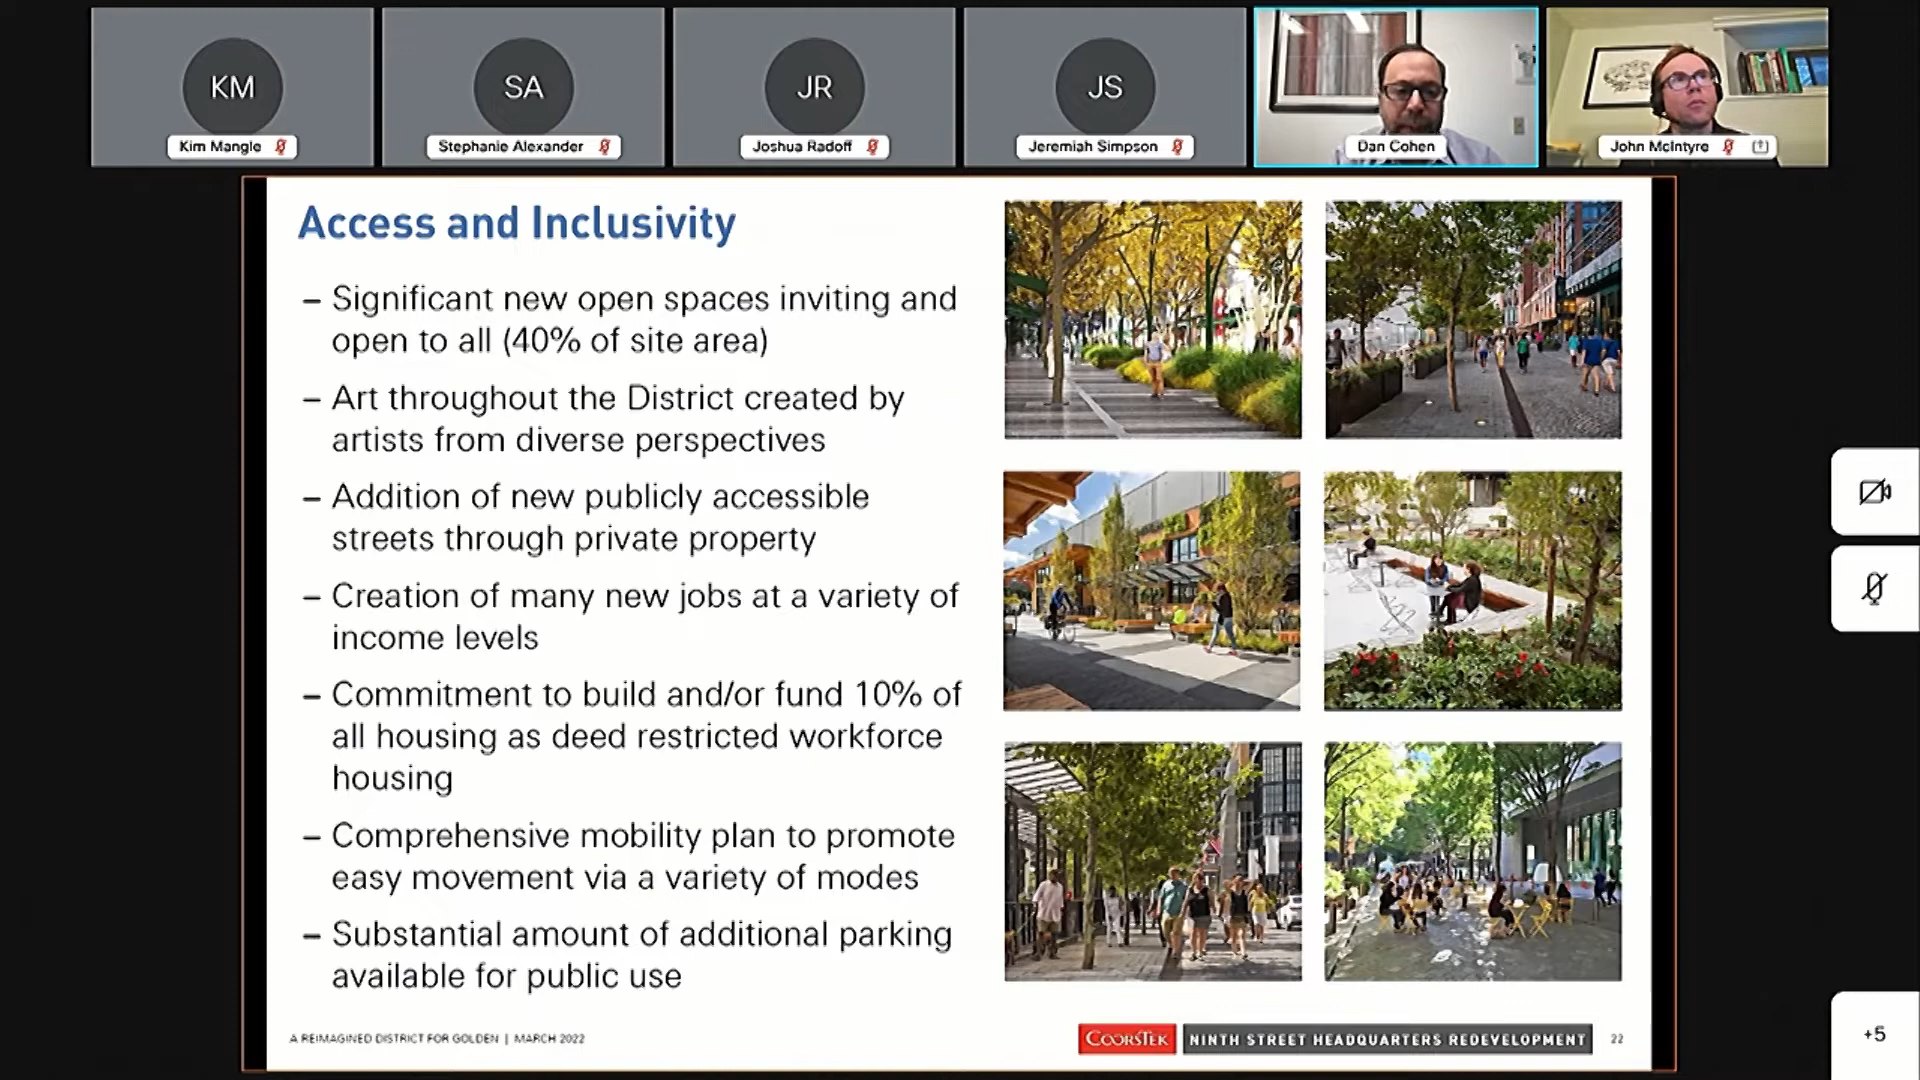 KM
SA
JR
JS
Kim Mangle
Stephanie Alexander
Joshua Radoff
Jeremiah Simpson
Dan Cohen
John McIntyre
Access and Inclusivity
– Significant new open spaces inviting and
open to all (40% of site area)
– Art throughout the District created by
artists from diverse perspectives
– Addition of new publicly accessible
streets through private property
– Creation of many new jobs at a variety of
income levels
– Commitment to build and/or fund 10% of
all housing as deed restricted workforce
housing
– Comprehensive mobility plan to promote
easy movement via a variety of modes
– Substantial amount of additional parking
available for public use
A REIMAGINED DISTRICT FOR GOLDEN | MARCH 2022
COORSTEK
NINTH STREET HEADQUARTERS REDEVELOPMENT
22
+5